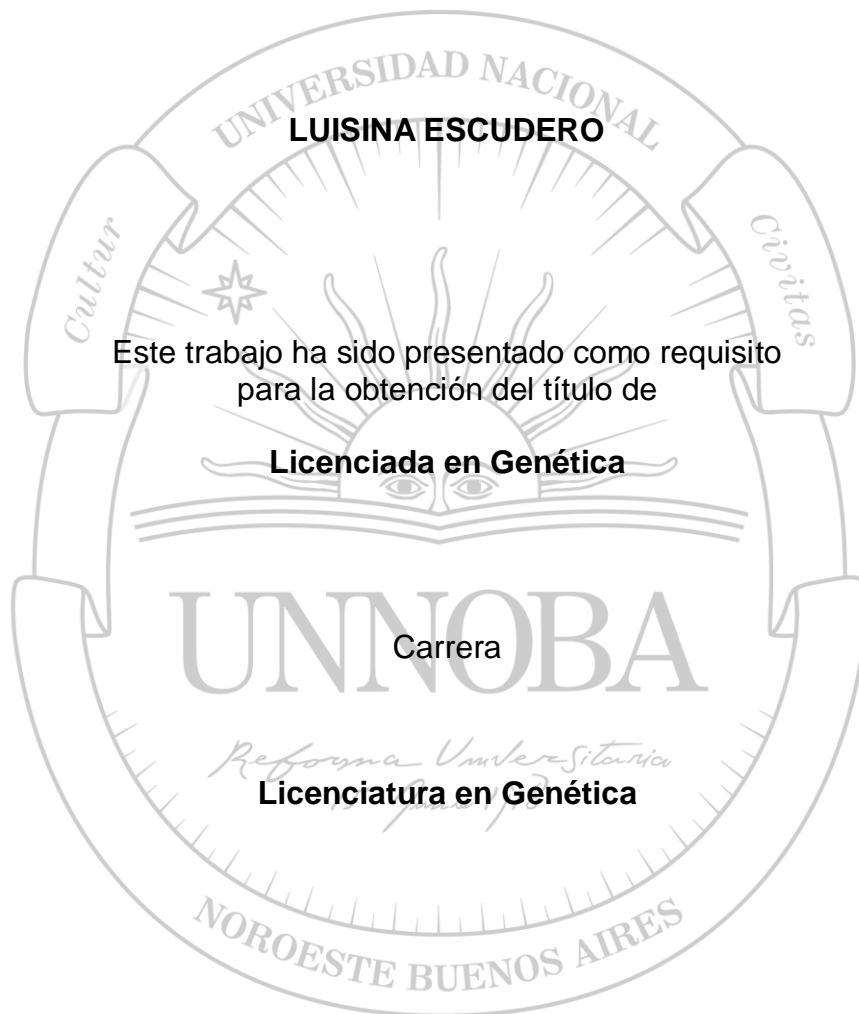 UNIVERSIDAD NACIONAL
LUISINA ESCUDERO
Cultur
Civitas
Este trabajo ha sido presentado como requisito
para la obtención del título de
Licenciada en Genética
UNNOBA
Carrera
Reforma Universitaria
Licenciatura en Genética
NOROESTE BUENOS AIRES